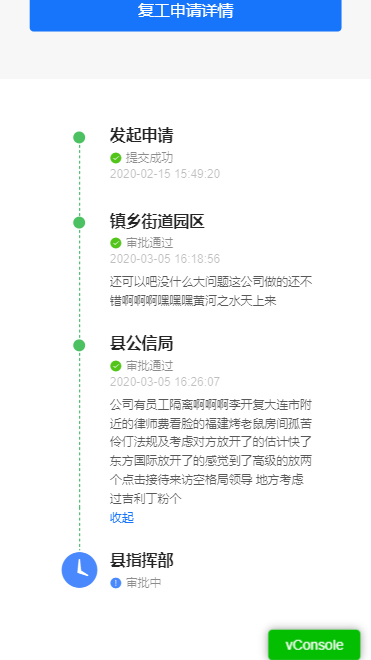 复工申请详情
发起申请
提交成功
2020-02-15 15:49:20
镇乡街道园区
审批通过
2020-03-05 16:18:56
还可以吧没什么大问题这公司做的还不
错啊啊啊嘿嘿嘿黄河之水天上来
县公信局
审批通过
2020-03-05 16:26:07
公司有员工隔离啊啊啊李开复大连市附
近的律师费看脸的福建烤老鼠房间孤苦
伶仃法规及考虑对方放开了的估计快了
东方国际放开了的感觉到了高级的放两
个点击接待来访空格局领导 地方考虑
过吉利丁粉个
收起
县指挥部
审批中
vConsole